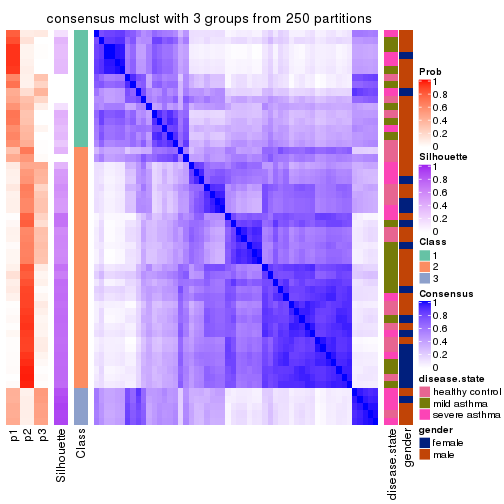 consensus mclust with 3 groups from 250 partitions
Prob
1
0.8
0.6
0.4
0.2
0
Silhouette
1
0.8
0.6
0.4
0.2
0
Class
1
2
3
Consensus
1
0.8
0.6
0.4
0.2
0
disease.state
healthy control
mild asthma
severe asthma
gender
female
male
p1
p2
p3
Silhouette
Class
disease.state
gender